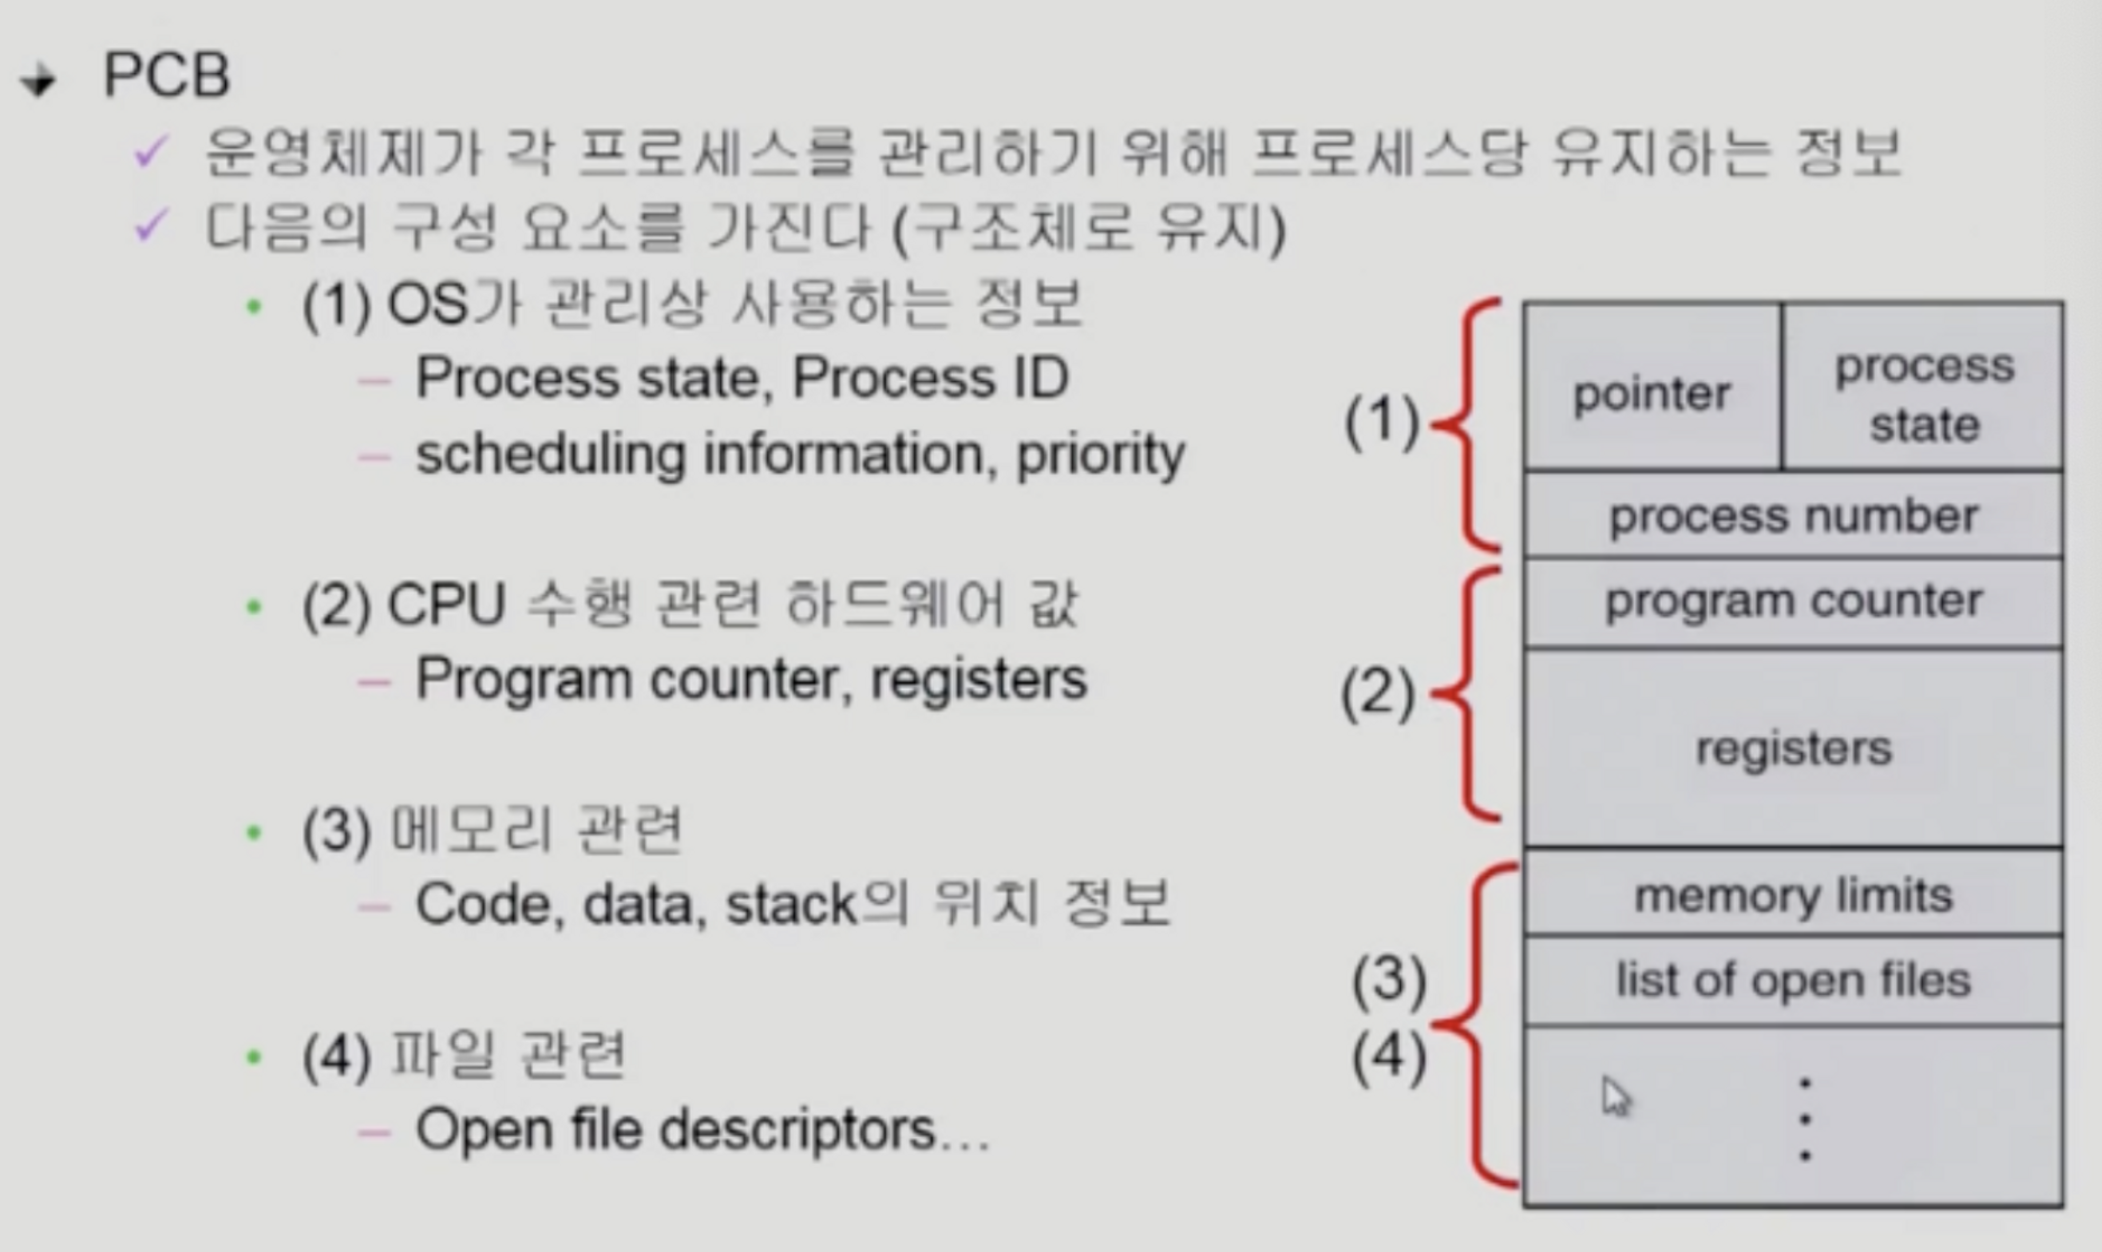 PCB
운영체제가 각 프로세스를 관리하기 위해 프로세스당 유지하는 정보
다음의 구성 요소를 가진다 (구조체로 유지)
(1) OS가 관리상 사용하는 정보
Process state, Process ID
scheduling information, priority
(2) CPU 수행 관련 하드웨어 값
Program counter, registers
(3) 메모리 관련
Code, data, stack의 위치 정보
(4) 파일 관련
Open file descriptors…
(1)
pointer
process
state
process number
(2)
program counter
registers
(3)
(4)
memory limits
list of open files